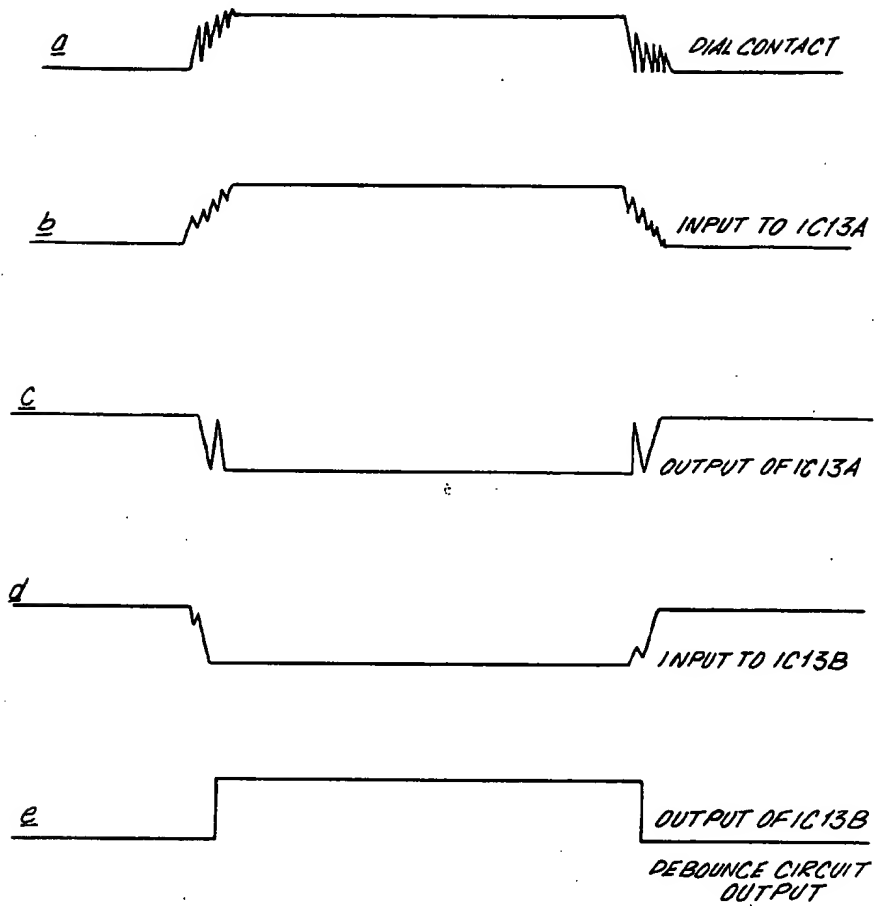 a
DIAL CONTACT
b
INPUT TO IC13A
c
OUTPUT OF IC13A
d
INPUT TO IC13B
e
OUTPUT OF IC13B
DEBOUNCE CIRCUIT
OUTPUT